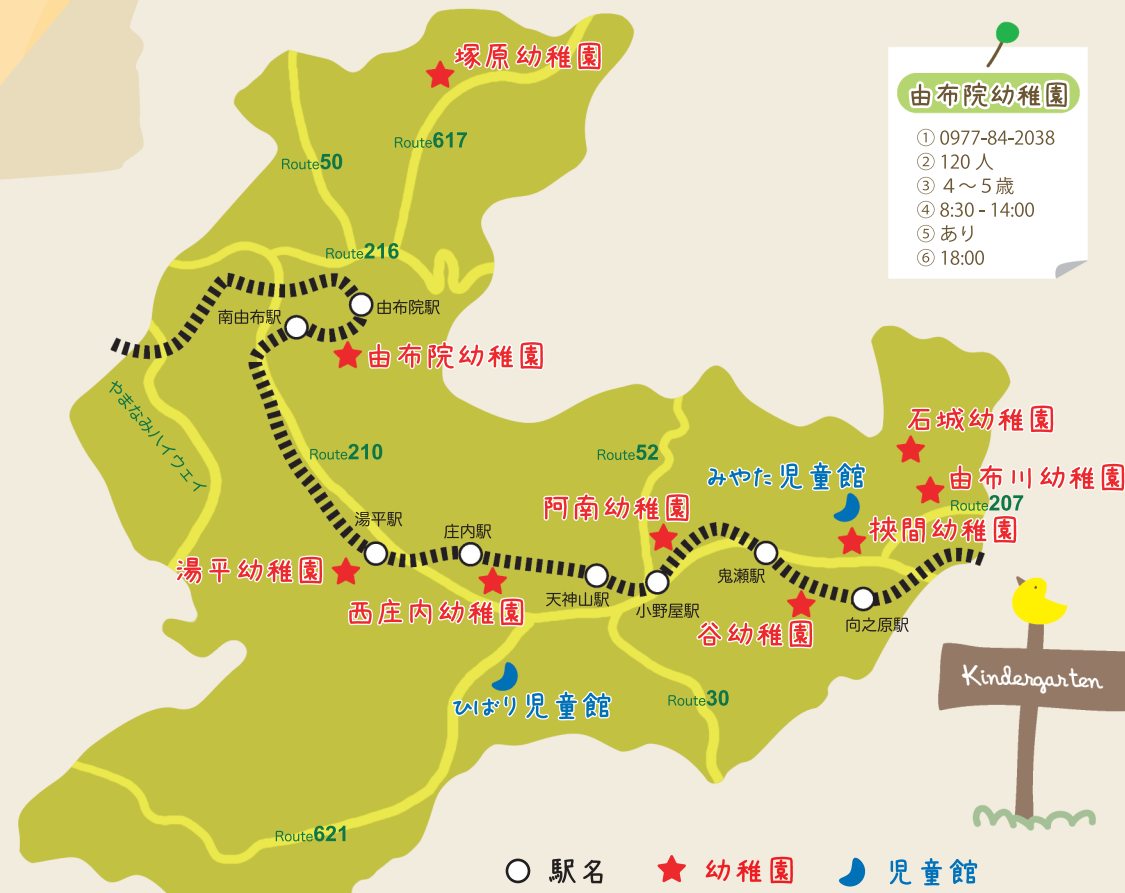 塚原幼稚園
Route617
Route50
Route216
由布院駅
南由布駅
由布院幼稚園
やまなみハイウェイ
Route210
Route52
湯平駅
庄内駅
湯平幼稚園
西庄内幼稚園
阿南幼稚園
天神山駅
小野屋駅
鬼瀬駅
谷幼稚園
向之原駅
みやた児童館
石城幼稚園
由布川幼稚園
Route207
挾間幼稚園
ひばり児童館
Route30
Route621
由布院幼稚園
① 0977-84-2038
② 120 人
③ 4～5歳
④ 8:30 - 14:00
⑤ あり
⑥ 18:00
Kindergarten
駅名
幼稚園
児童館